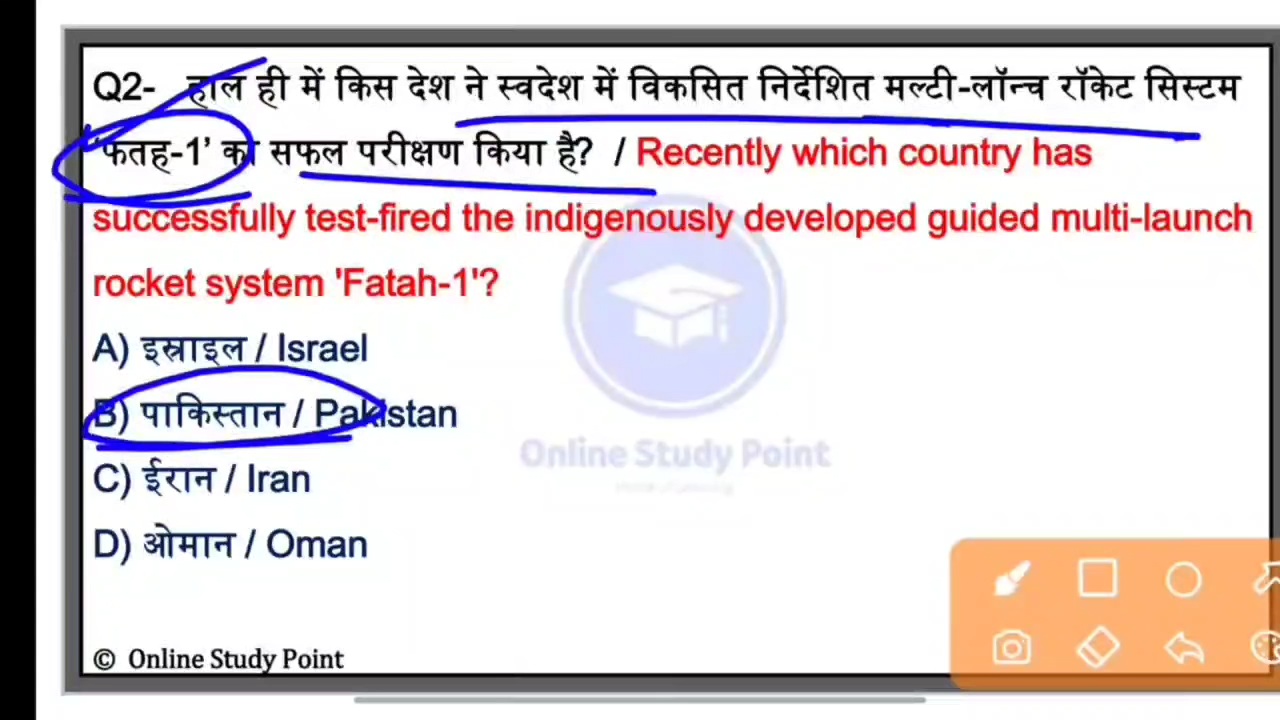 Q2- हाल ही में किस देश ने स्वदेश में विकसित निर्देशित मल्टी-लॉन्च रॉकेट सिस्टम
'फतह-1' का सफल परीक्षण किया है? / Recently which country has
successfully test-fired the indigenously developed guided multi-launch
rocket system 'Fatah-1'?
A) इस्राइल / Israel
B) पाकिस्तान / Pakistan
C) ईरान / Iran
D) ओमान / Oman
Online Study Point
© Online Study Point